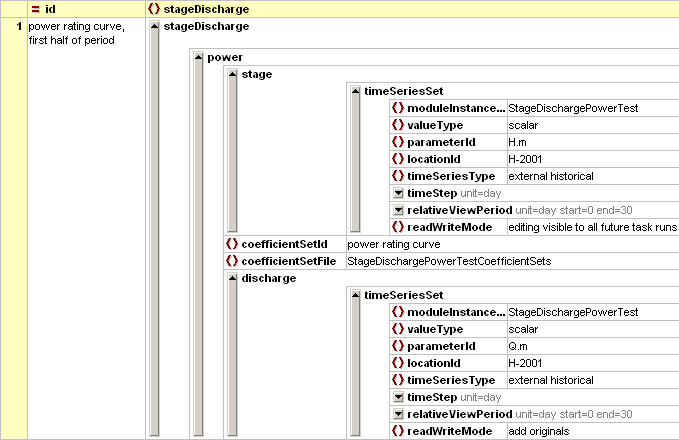 = id {} stageDischarge
1 power rating curve, stageDischarge
first half of period
power
stage
timeSeriesSet
{} moduleInstance... StageDischargePowerTest
{} valueType scalar
{} parameterId H.m
{} locationId H-2001
{} timeSeriesType external historical
timeStep unit=day
relativeViewPeriod unit=day start=0 end=30
{} readWriteMode editing visible to all future task runs
{} coefficientSetId power rating curve
{} coefficientSetFile StageDischargePowerTestCoefficientSets
discharge
timeSeriesSet
{} moduleInstance... StageDischargePowerTest
{} valueType scalar
{} parameterId Q.m
{} locationId H-2001
{} timeSeriesType external historical
timeStep unit=day
relativeViewPeriod unit=day start=0 end=30
{} readWriteMode add originals